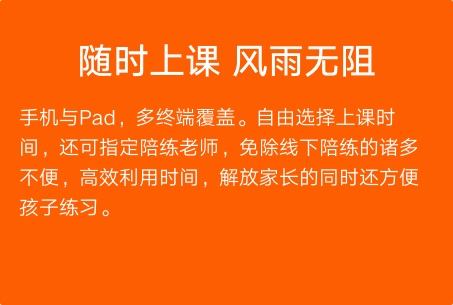 随时上课 风雨无阻
手机与Pad，多终端覆盖。自由选择上课时
间，还可指定陪练老师，免除线下陪练的诸多
不便，高效利用时间，解放家长的同时还方便
孩子练习。